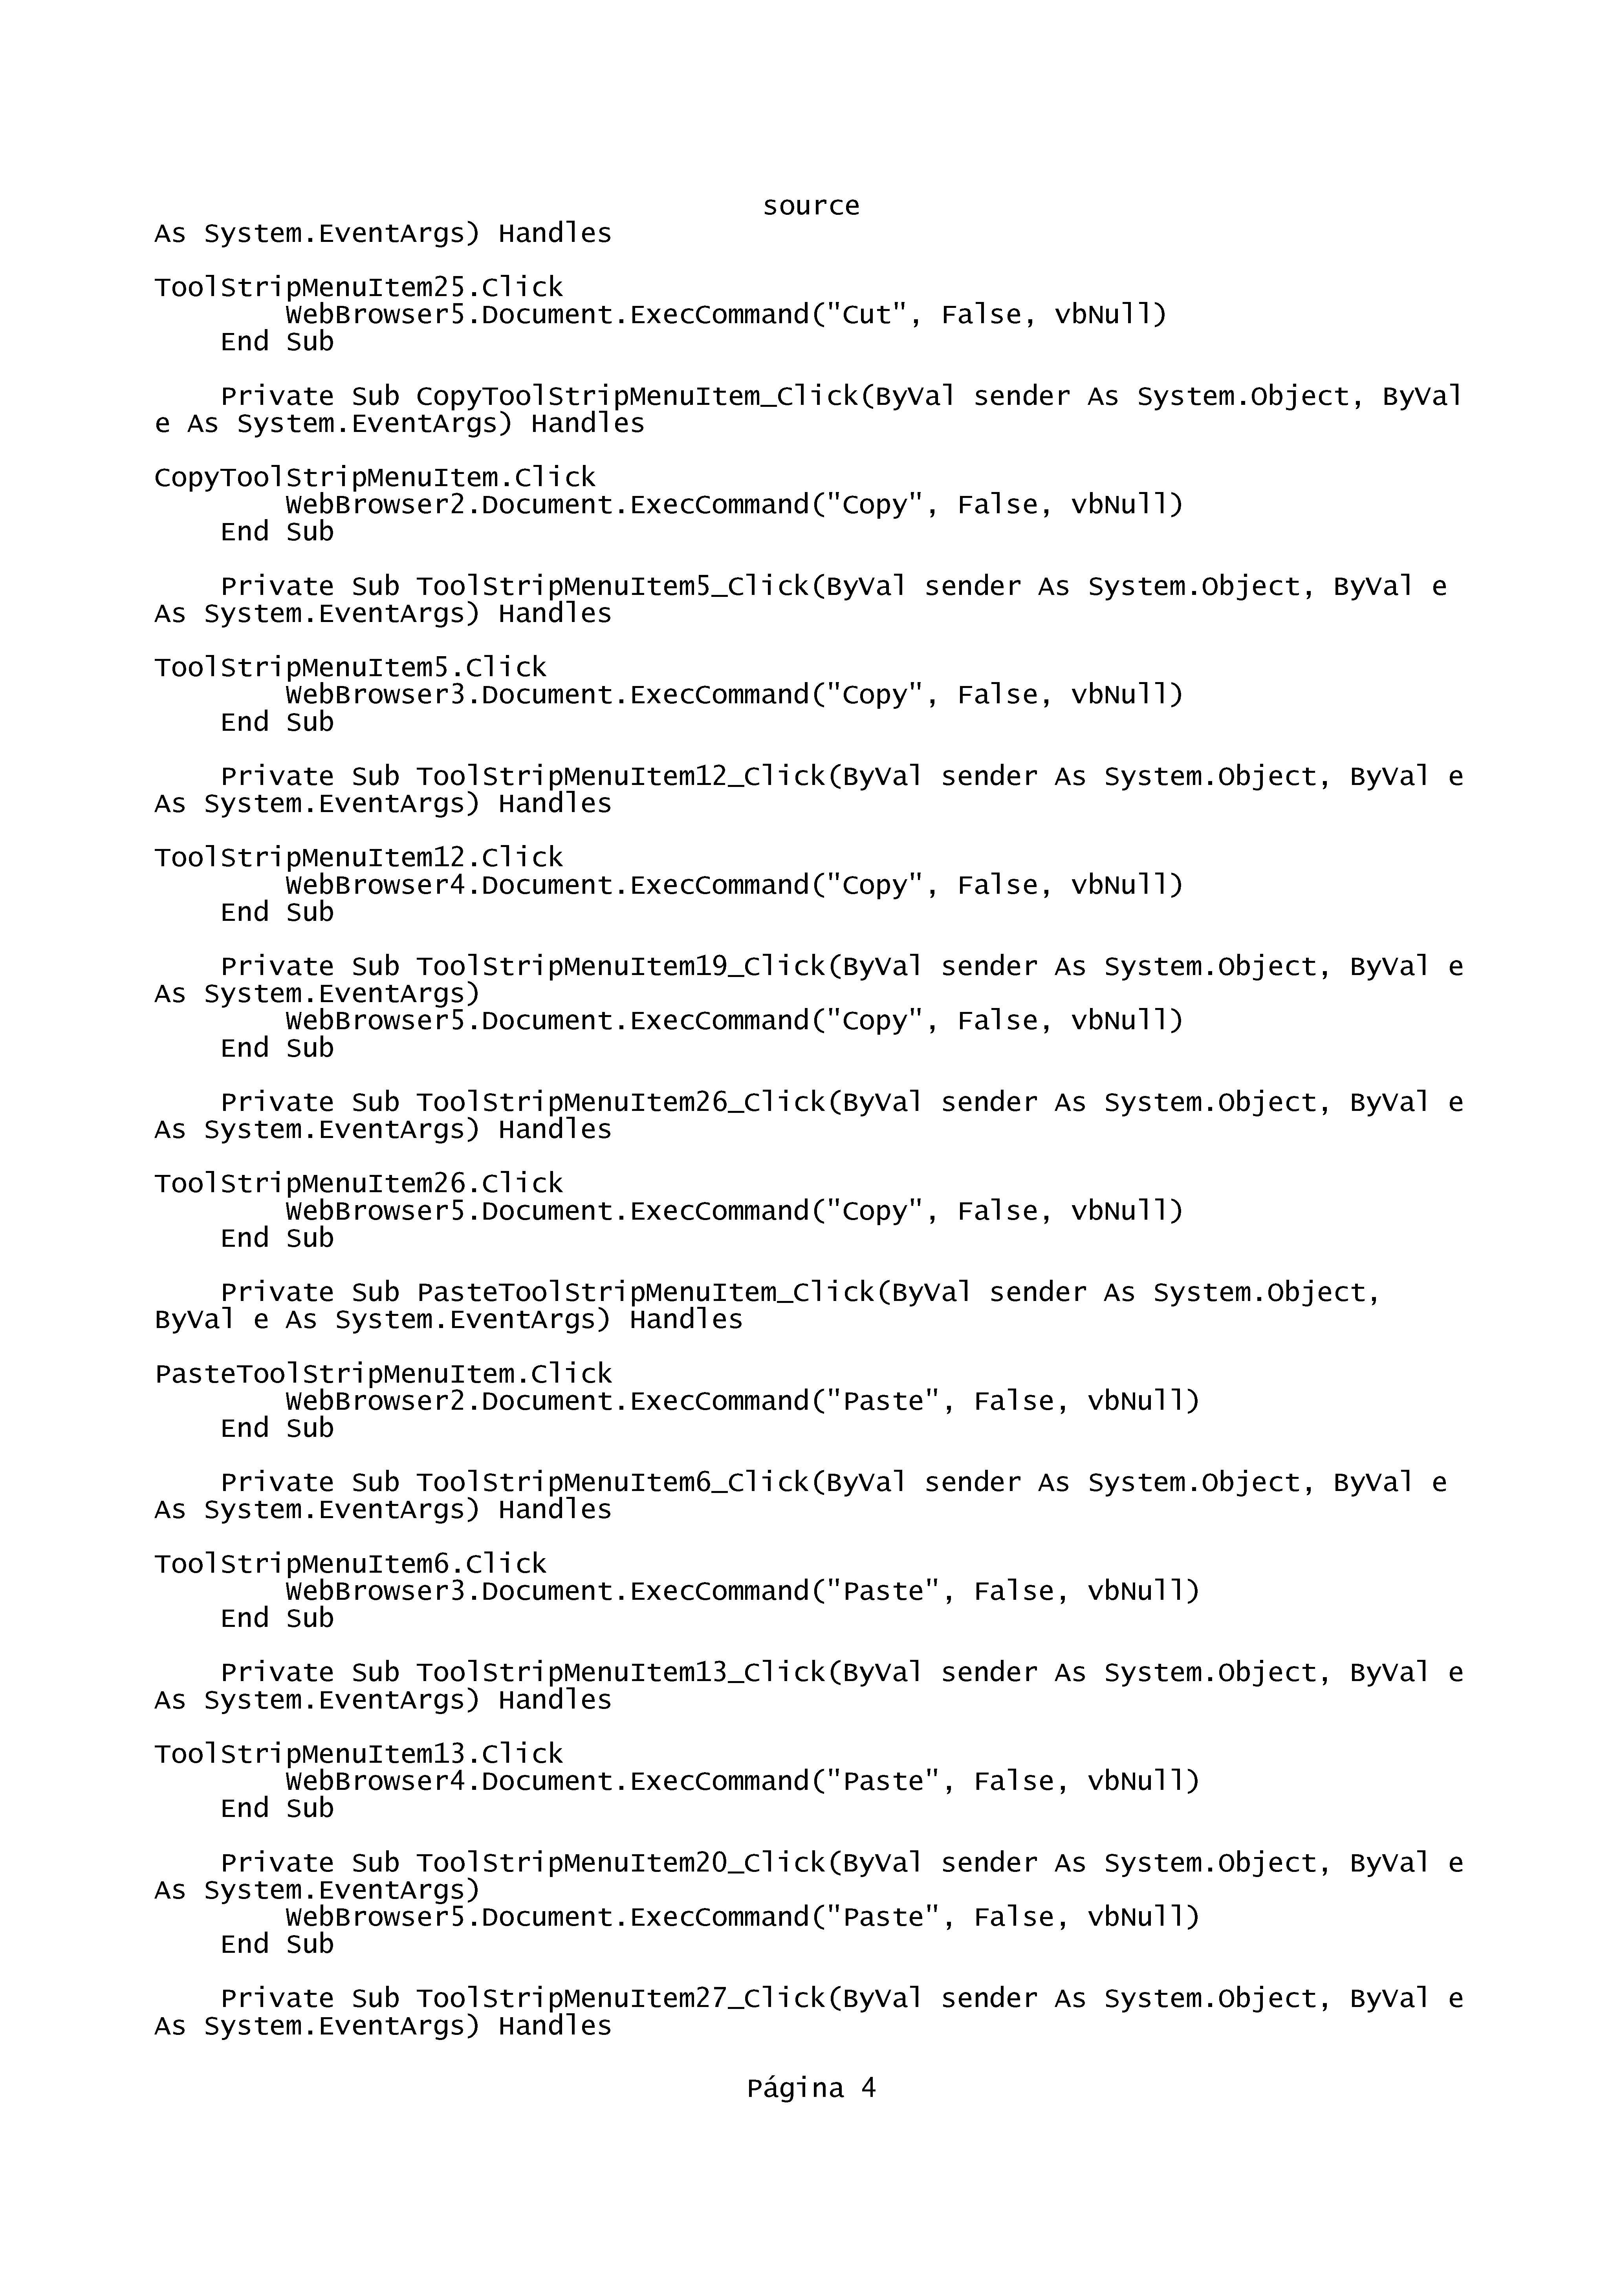 source
As System.EventArgs) Handles
ToolStripMenuItem25.Click
WebBrowser5.Document.ExecCommand("Cut", False, vbNull)
End Sub
Private Sub CopyToolStripMenuItem_Click(ByVal sender As System.Object, ByVal
e As System.EventArgs) Handles
CopyToolStripMenuItem.Click
WebBrowser2.Document.ExecCommand("Copy", False, vbNull)
End Sub
Private Sub ToolStripMenuItem5_Click(ByVal sender As System.Object, ByVal e
As System.EventArgs) Handles
ToolStripMenuItem5.Click
WebBrowser3.Document.ExecCommand("Copy", False, vbNull)
End Sub
Private Sub ToolStripMenuItem12_Click(ByVal sender As System.Object, ByVal e
As System.EventArgs) Handles
ToolStripMenuItem12.Click
WebBrowser4.Document.ExecCommand("Copy", False, vbNull)
End Sub
Private Sub ToolStripMenuItem19_Click(ByVal sender As System.Object, ByVal e
As System.EventArgs)
WebBrowser5.Document.ExecCommand("Copy", False, vbNull)
End Sub
Private Sub ToolStripMenuItem26_Click(ByVal sender As System.Object, ByVal e
As System.EventArgs) Handles
ToolStripMenuItem26.Click
WebBrowser5.Document.ExecCommand("Copy", False, vbNull)
End Sub
Private Sub PasteToolStripMenuItem_Click(ByVal sender As System.Object,
ByVal e As System.EventArgs) Handles
PasteToolStripMenuItem.Click
WebBrowser2.Document.ExecCommand("Paste", False, vbNull)
End Sub
Private Sub ToolStripMenuItem6_Click(ByVal sender As System.Object, ByVal e
As System.EventArgs) Handles
ToolStripMenuItem6.Click
WebBrowser3.Document.ExecCommand("Paste", False, vbNull)
End Sub
Private Sub ToolStripMenuItem13_Click(ByVal sender As System.Object, ByVal e
As System.EventArgs) Handles
ToolStripMenuItem13.Click
WebBrowser4.Document.ExecCommand("Paste", False, vbNull)
End Sub
Private Sub ToolStripMenuItem20_Click(ByVal sender As System.Object, ByVal e
As System.EventArgs)
WebBrowser5.Document.ExecCommand("Paste", False, vbNull)
End Sub
Private Sub ToolStripMenuItem27_Click(ByVal sender As System.Object, ByVal e
As System.EventArgs) Handles
Página 4